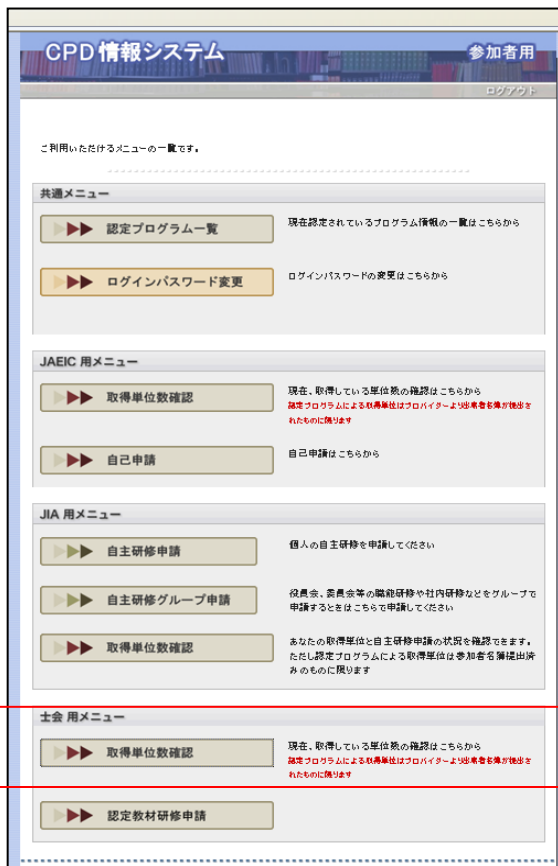 CPD情報システム
参加者用
ログアウト
ご利用いただけるメニューの一覧です。
共通メニュー
認定プログラム一覧
現在認定されているプログラム情報の一覧はこちらから
ログインパスワード変更
ログインパスワードの変更はこちらから
JAEIC 用メニュー
取得単位数確認
現在、取得している単位数の確認はこちらから
認定プログラムによる取得単位はプロバイダーより出席者名簿が提出さ
れたものに限ります
自己申請
自己申請はこちらから
JIA 用メニュー
自主研修申請
個人の自主研修を申請してください
自主研修グループ申請
役員会、委員会等の職能研修や社内研修などをグループで
申請するときはこちらで申請してください
取得単位数確認
あなたの取得単位と自主研修申請の状況を確認できます。
ただし認定プログラムによる取得単位は参加者名簿提出済
みのものに限ります
士会 用メニュー
取得単位数確認
現在、取得している単位数の確認はこちらから
認定プログラムによる取得単位はプロバイダーより出席者名簿が提出さ
れたものに限ります
認定教材研修申請